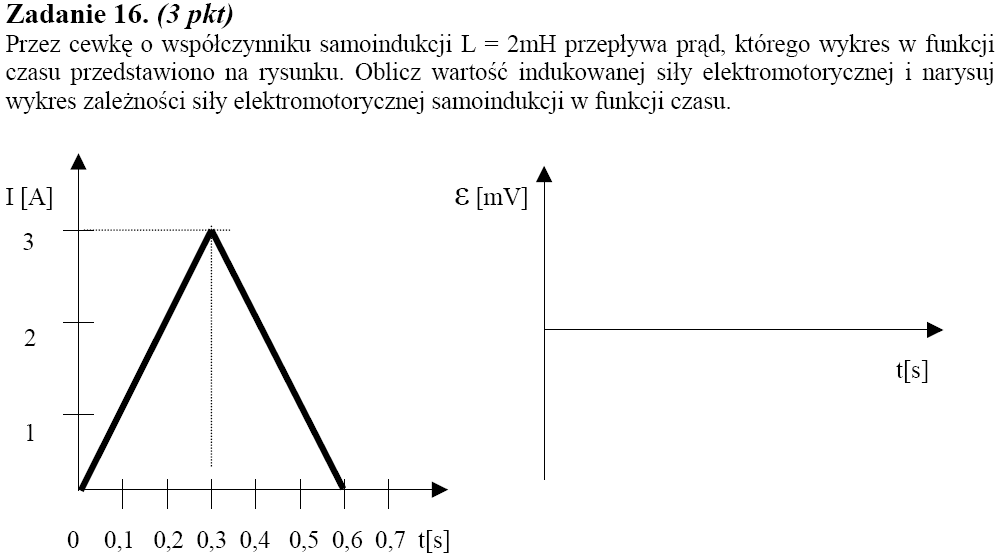 Zadanie 16. (3 pkt)
Przez cewkę o współczynniku samoindukcji L = 2mH przepływa prąd, którego wykres w funkcji
czasu przedstawiono na rysunku. Oblicz wartość indukowanej siły elektromotorycznej i narysuj
wykres zależności siły elektromotorycznej samoindukcji w funkcji czasu.
I [A]
3
2
1
0 0,1 0,2 0,3 0,4 0,5 0,6 0,7 t[s]
ε [mV]
t[s]